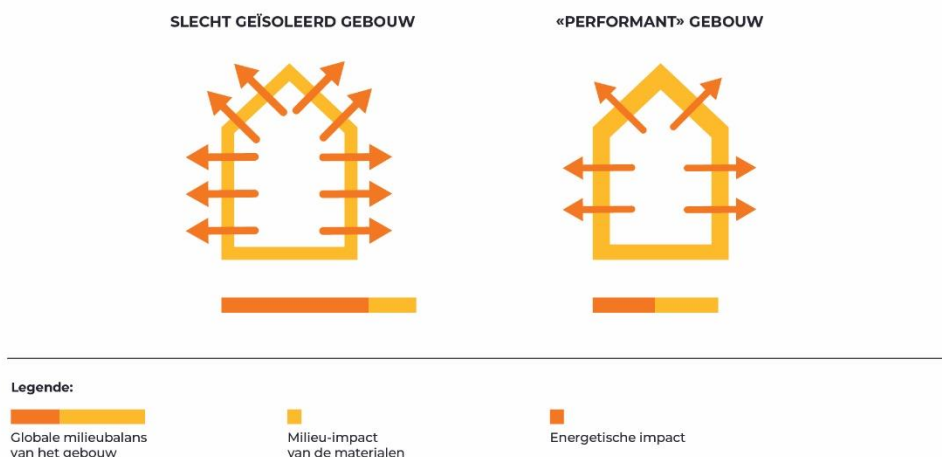 SLECHT GEÏSOLEERD GEBOUW
«PERFORMANT» GEBOUW
Legende:
Globale milieubalans
van het gebouw
Milieu-impact
van de materialen
Energetische impact